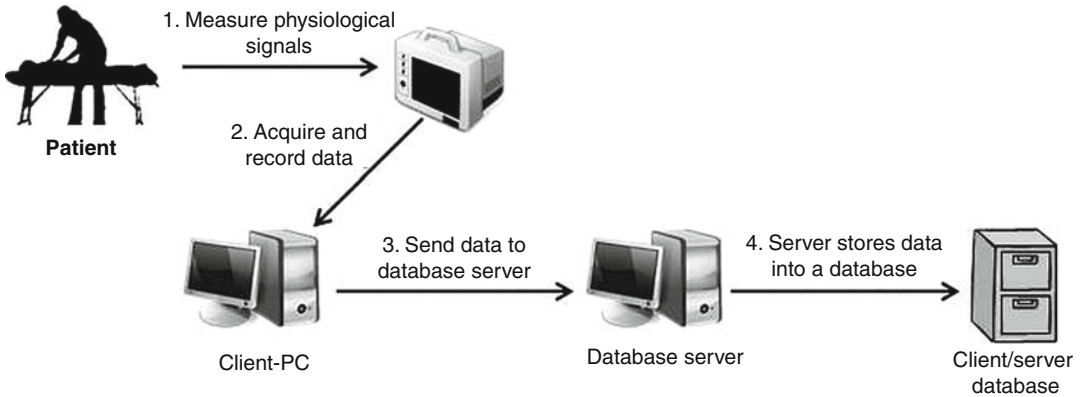 1. Measure physiological
signals
Patient
2. Acquire and
record data
3. Send data to
database server
4. Server stores data
into a database
Client-PC
Database server
Client/server
database